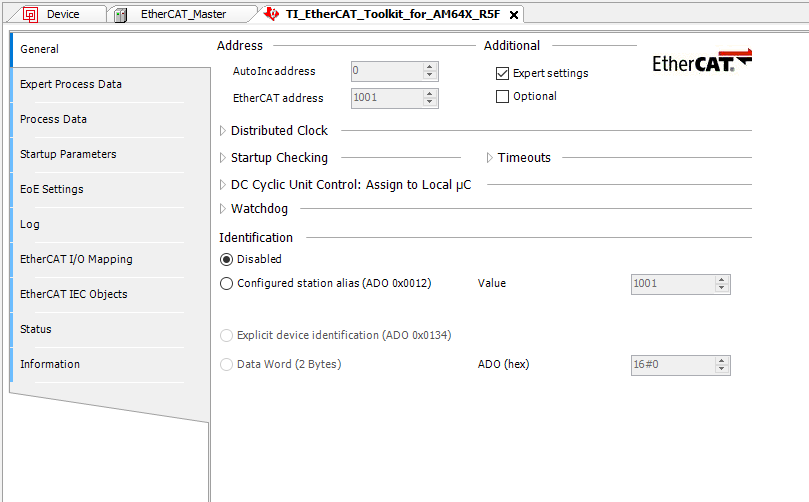 Device EtherCAT_Master TI_EtherCAT_Toolkit_for_AM64X_R5F
General
Expert Process Data
Process Data
Startup Parameters
EoE Settings
Log
EtherCAT I/O Mapping
EtherCAT IEC Objects
Status
Information
Address
AutoInc address 0
EtherCAT address 1001
Additional
Expert settings
Optional
EtherCAT
Distributed Clock
Startup Checking Timeouts
DC Cyclic Unit Control: Assign to Local µC
Watchdog
Identification
Disabled
Configured station alias (ADO 0x0012) Value 1001
Explicit device identification (ADO 0x0134)
Data Word (2 Bytes) ADO (hex) 16#0